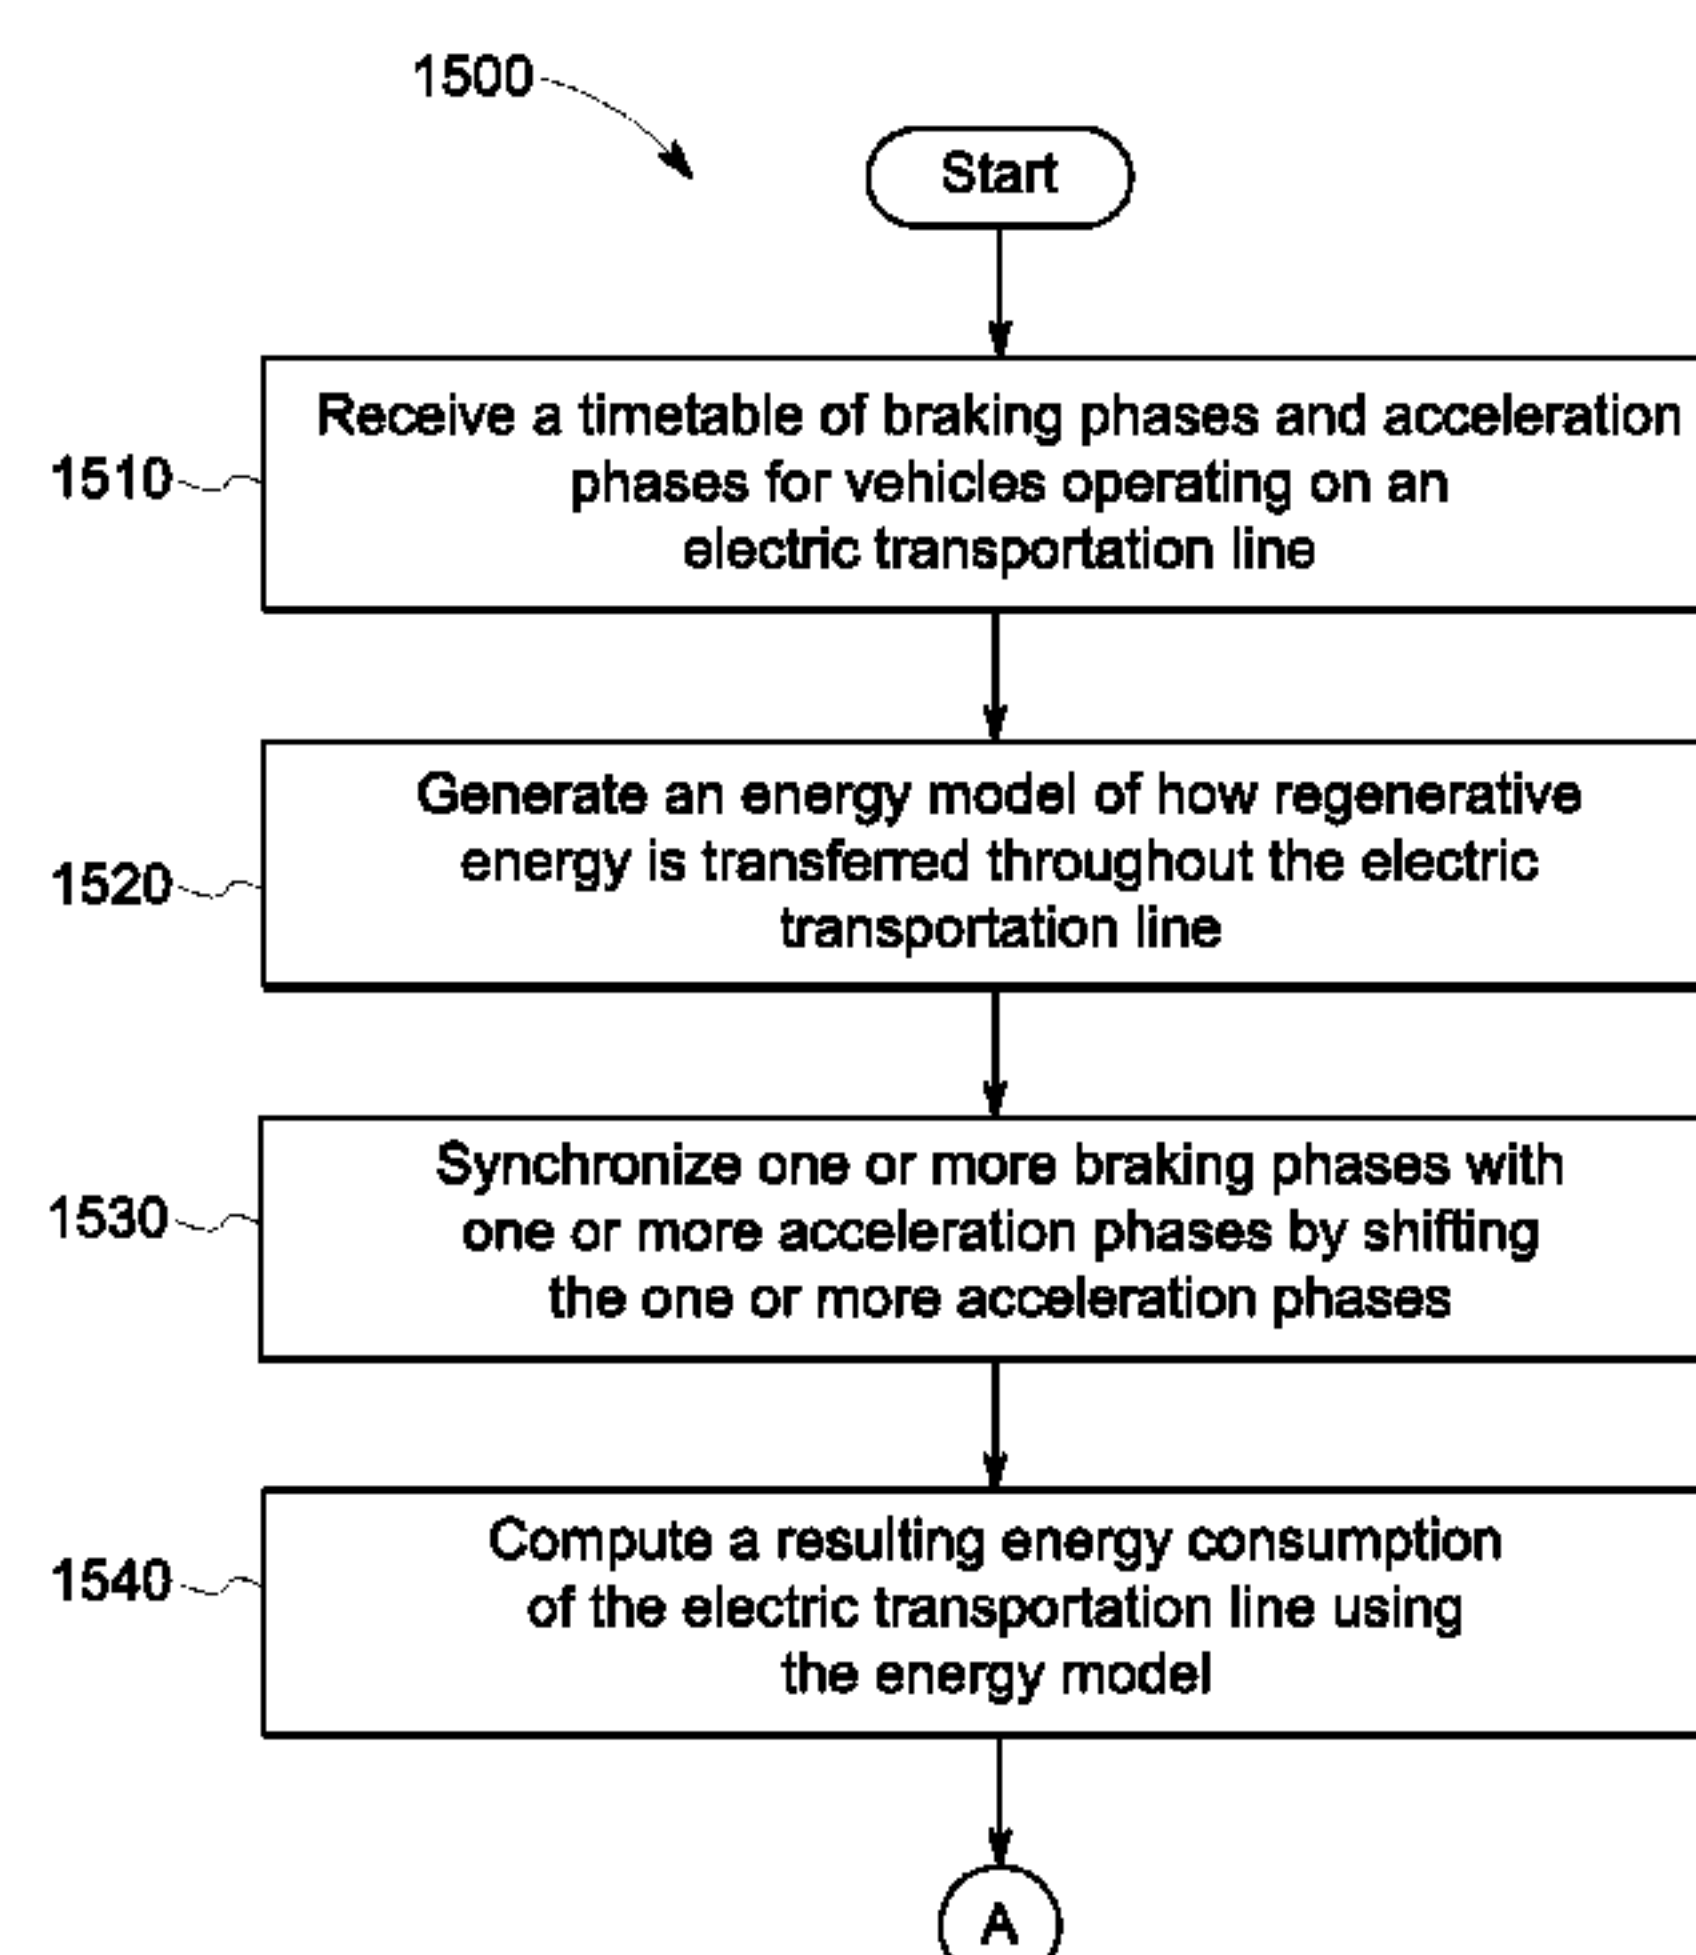 1500
Start
1510
Receive a timetable of braking phases and acceleration
phases for vehicles operating on an
electric transportation line
1520
Generate an energy model of how regenerative
energy is transferred throughout the electric
transportation line
1530
Synchronize one or more braking phases with
one or more acceleration phases by shifting
the one or more acceleration phases
1540
Compute a resulting energy consumption
of the electric transportation line using
the energy model
A